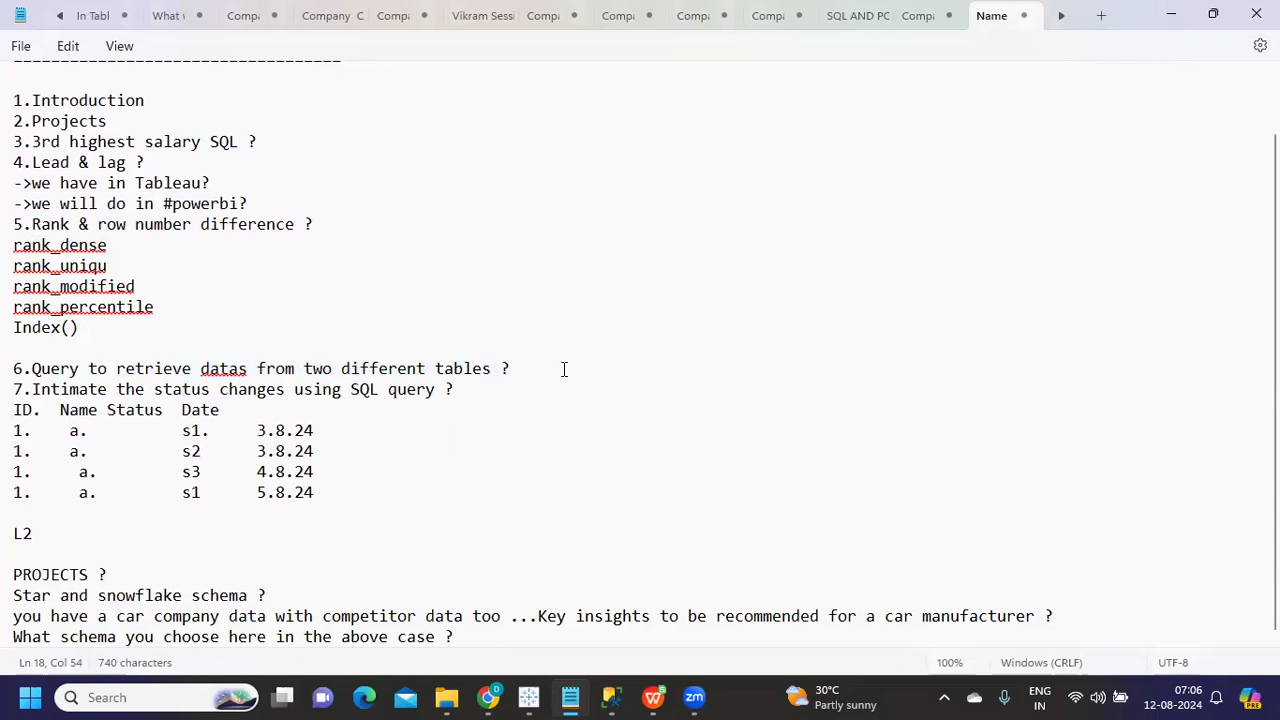 In Tabl
What
Compa
Company C
Compa
Vikram Sessi
Compa
Compa
Compa
Compa
SQL AND PC
Compa
Name
File Edit View
-----------------------------------
1.Introduction
2.Projects
3.3rd highest salary SQL ?
4.Lead & lag ?
->we have in Tableau?
->we will do in #powerbi?
5.Rank & row number difference ?
rank_dense
rank_uniqu
rank_modified
rank_percentile
Index()
6.Query to retrieve datas from two different tables ?
7.Intimate the status changes using SQL query ?
ID. Name Status Date
1. a. s1. 3.8.24
1. a. s2 3.8.24
1. a. s3 4.8.24
1. a. s1 5.8.24
L2
PROJECTS ?
Star and snowflake schema ?
you have a car company data with competitor data too ...Key insights to be recommended for a car manufacturer ?
What schema you choose here in the above case ?
Ln 18, Col 54 740 characters 100% Windows (CRLF) UTF-8
Search
30°C
Partly sunny
ENG
IN
07:06
12-08-2024